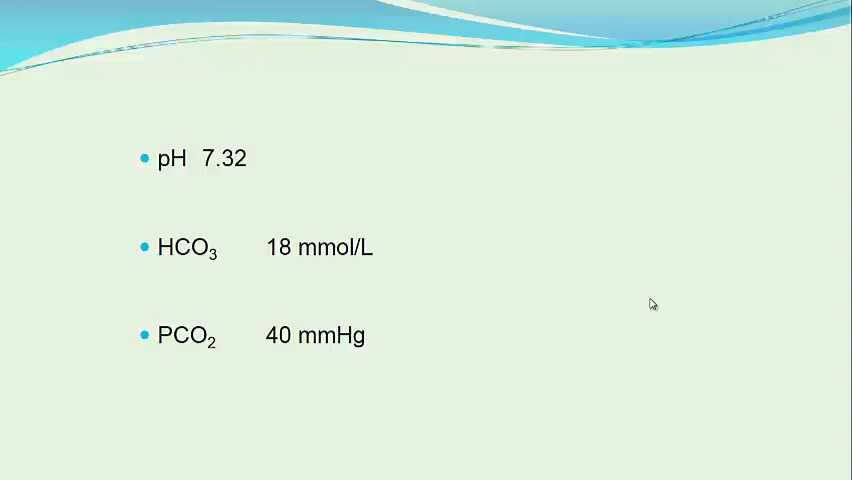 • pH 7.32
• HCO₃ 18 mmol/L
• PCO₂ 40 mmHg